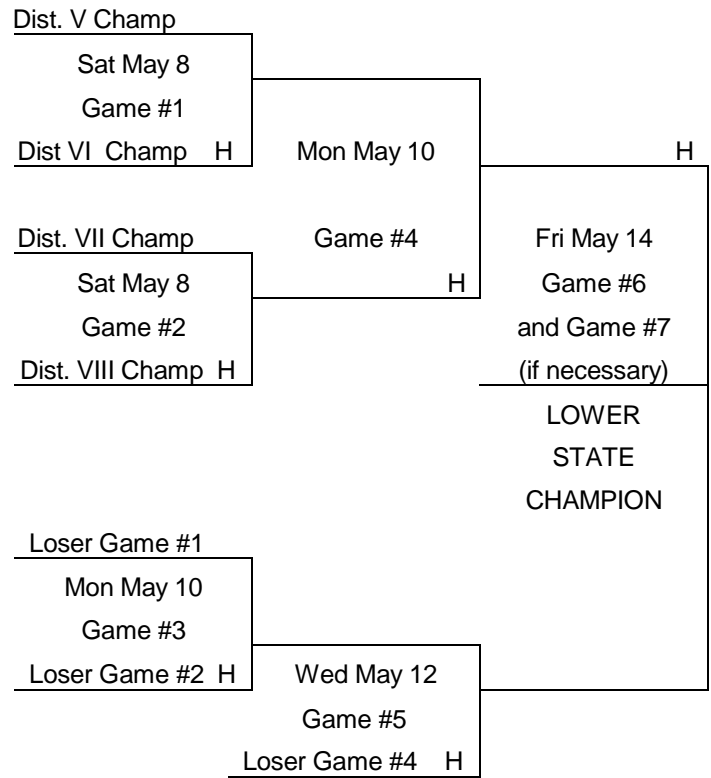 Dist. V Champ
Sat May 8
Game #1
Dist VI Champ H
Mon May 10
H
Dist. VII Champ
Game #4
Fri May 14
Sat May 8
H
Game #6
Game #2
and Game #7
Dist. VIII Champ H
(if necessary)
LOWER
STATE
CHAMPION
Loser Game #1
Mon May 10
Game #3
Loser Game #2 H
Wed May 12
Game #5
Loser Game #4 H